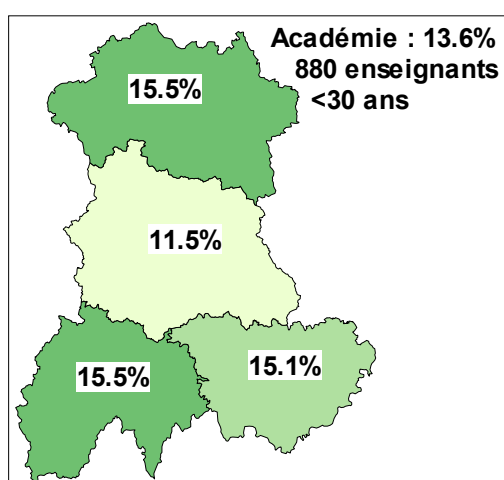 Académie : 13.6%
880 enseignants
<30 ans
15.5%
11.5%
15.5%
15.1%